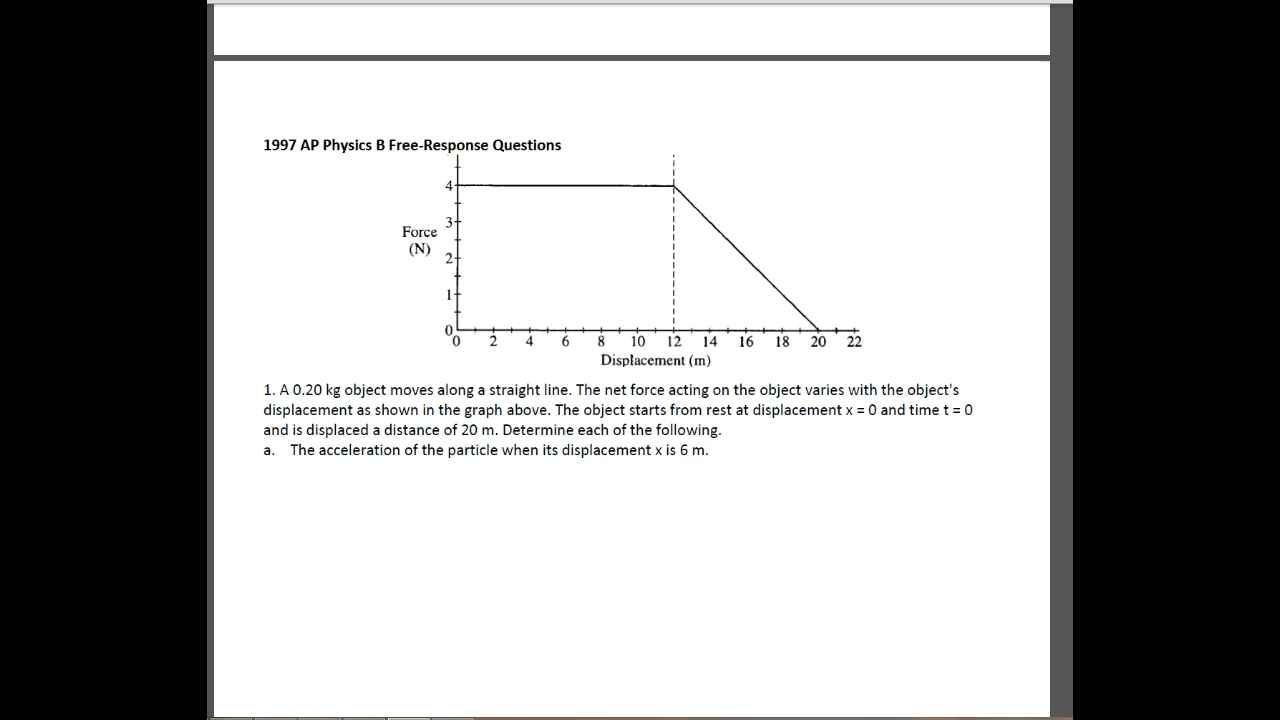 1997 AP Physics B Free-Response Questions
4
3
Force
(N)
2
1
0
0 2 4 6 8 10 12 14 16 18 20 22
Displacement (m)
1. A 0.20 kg object moves along a straight line. The net force acting on the object varies with the object's
displacement as shown in the graph above. The object starts from rest at displacement x = 0 and time t = 0
and is displaced a distance of 20 m. Determine each of the following.
a. The acceleration of the particle when its displacement x is 6 m.